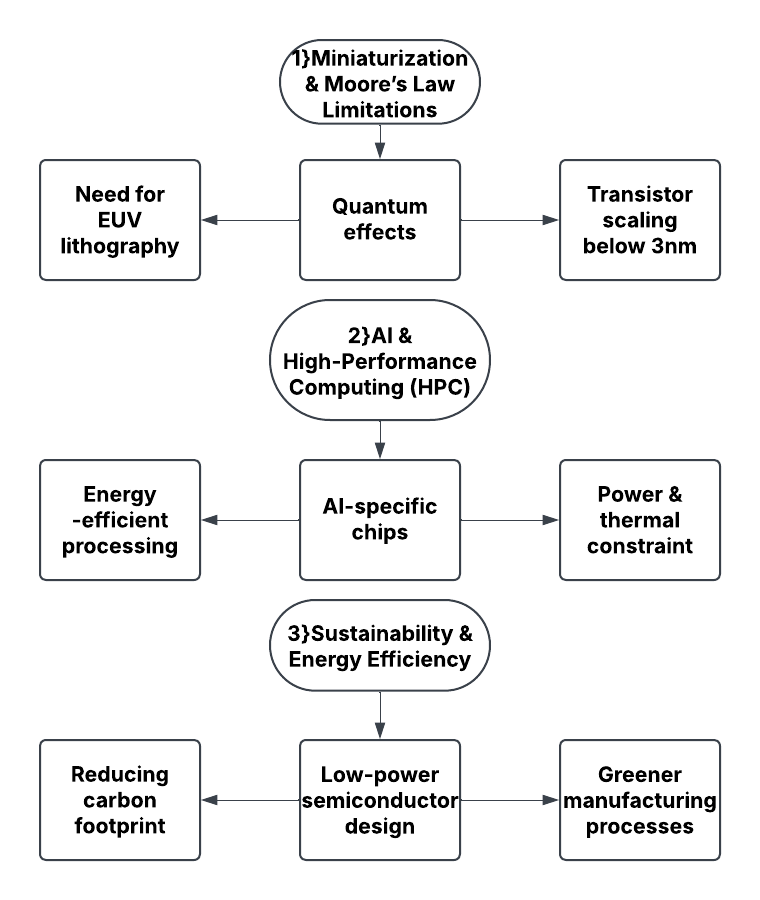 1}Miniaturization
& Moore’s Law
Limitations
Need for
EUV
lithography
Quantum
effects
Transistor
scaling
below 3nm
2}AI &
High-Performance
Computing (HPC)
Energy
-efficient
processing
AI-specific
chips
Power &
thermal
constraint
3}Sustainability &
Energy Efficiency
Reducing
carbon
footprint
Low-power
semiconductor
design
Greener
manufacturing
processes